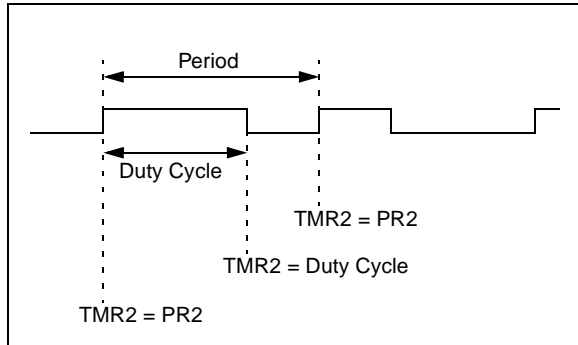 Period
Duty Cycle
TMR2 = PR2
TMR2 = Duty Cycle
TMR2 = PR2